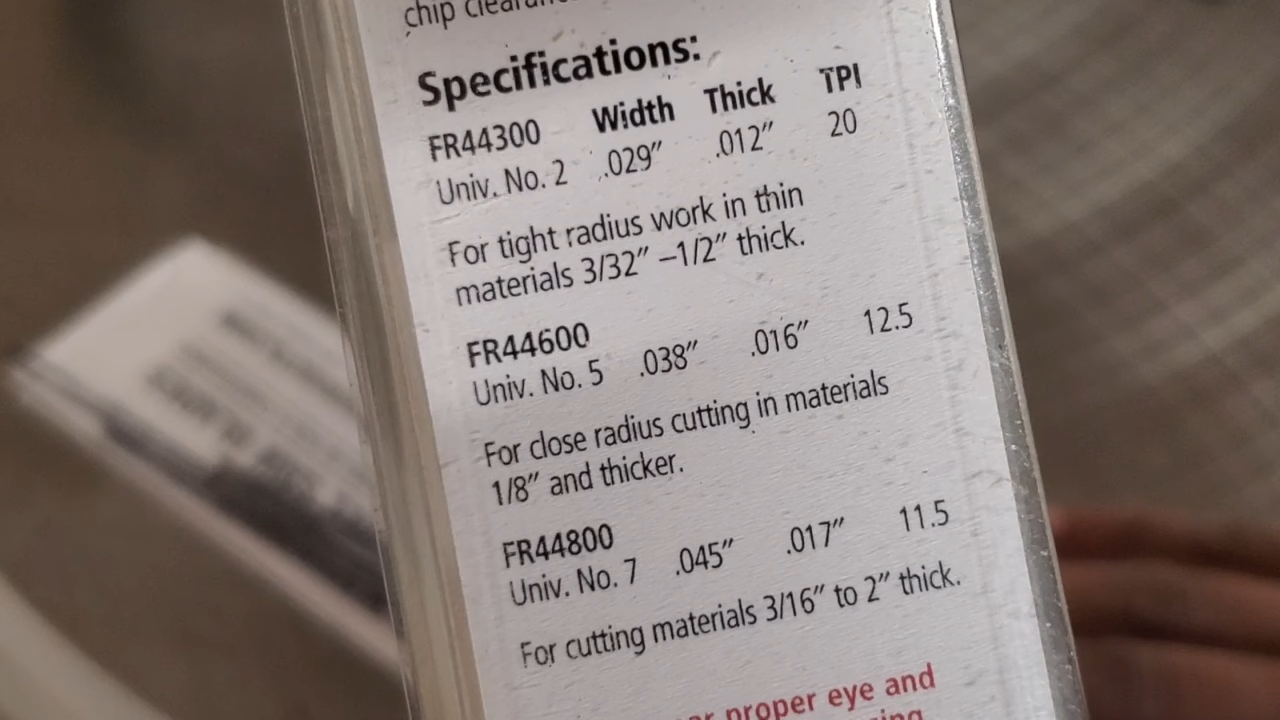 chip
Specifications:
FR44300 Width Thick TPI
Univ. No. 2 .029” .012” 20
For tight radius work in thin
materials 3/32” –1/2” thick.
FR44600
Univ. No. 5 .038” .016” 12.5
For close radius cutting in materials
1/8” and thicker.
FR44800
Univ. No. 7 .045” .017” 11.5
For cutting materials 3/16” to 2” thick.
proper eye and